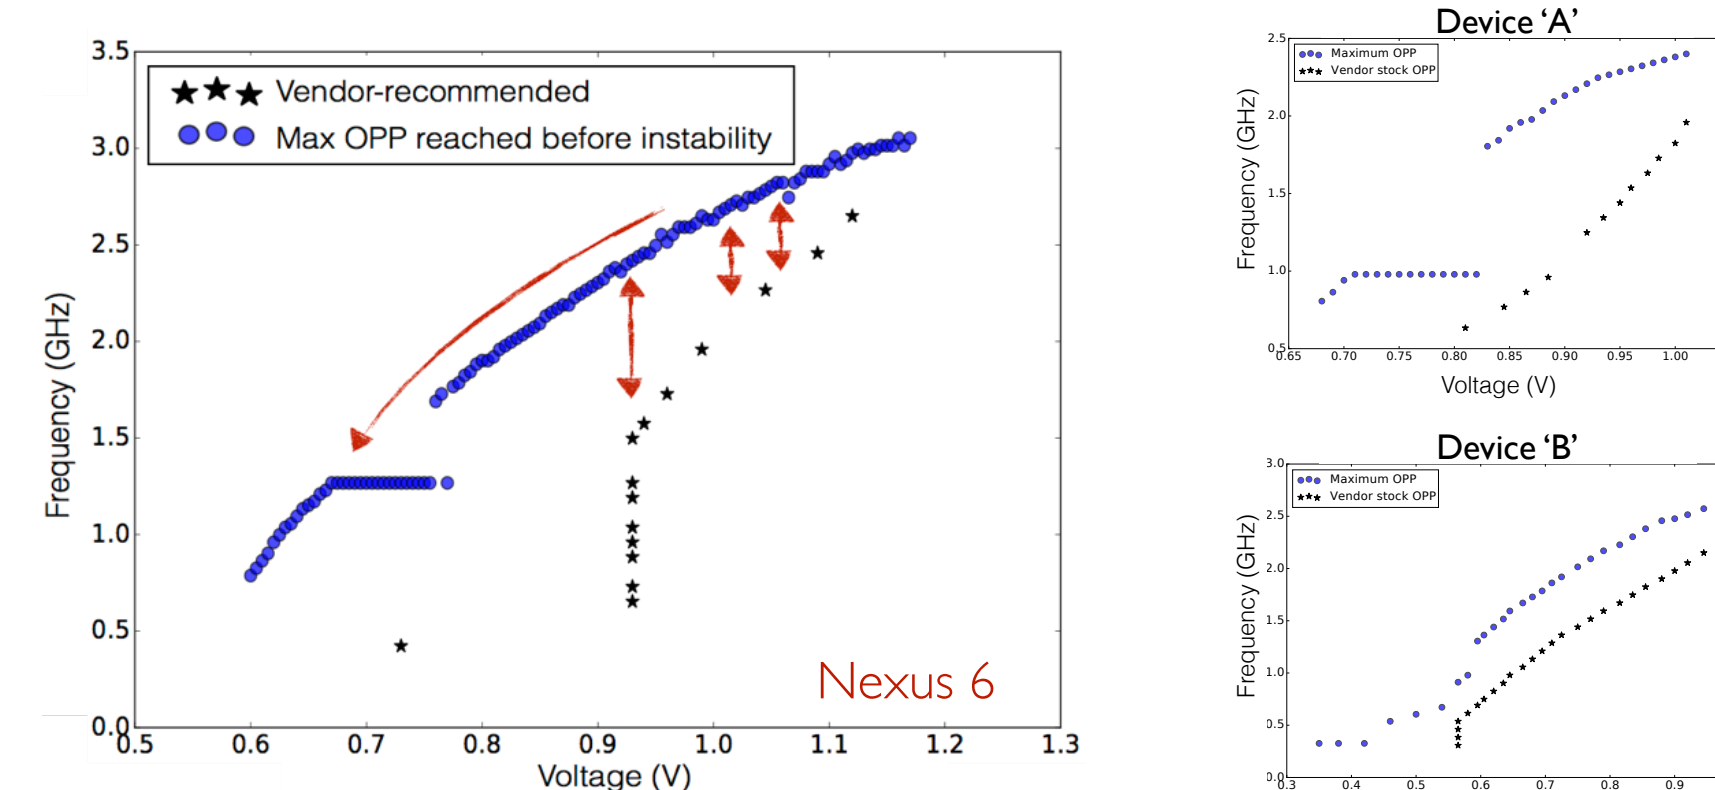 3.5
3.0
2.5
2.0
1.5
1.0
0.5
0.0
Frequency (GHz)
Vendor-recommended
Max OPP reached before instability
Nexus 6
0.5 0.6 0.7 0.8 0.9 1.0 1.1 1.2 1.3
Voltage (V)
Device ‘A’
2.5
2.0
1.5
1.0
0.5
Frequency (GHz)
Maximum OPP
Vendor stock OPP
0.65 0.70 0.75 0.80 0.85 0.90 0.95 1.00
Voltage (V)
Device ‘B’
3.0
2.5
2.0
1.5
1.0
0.5
0.0
Frequency (GHz)
Maximum OPP
Vendor stock OPP
0.3 0.4 0.5 0.6 0.7 0.8 0.9